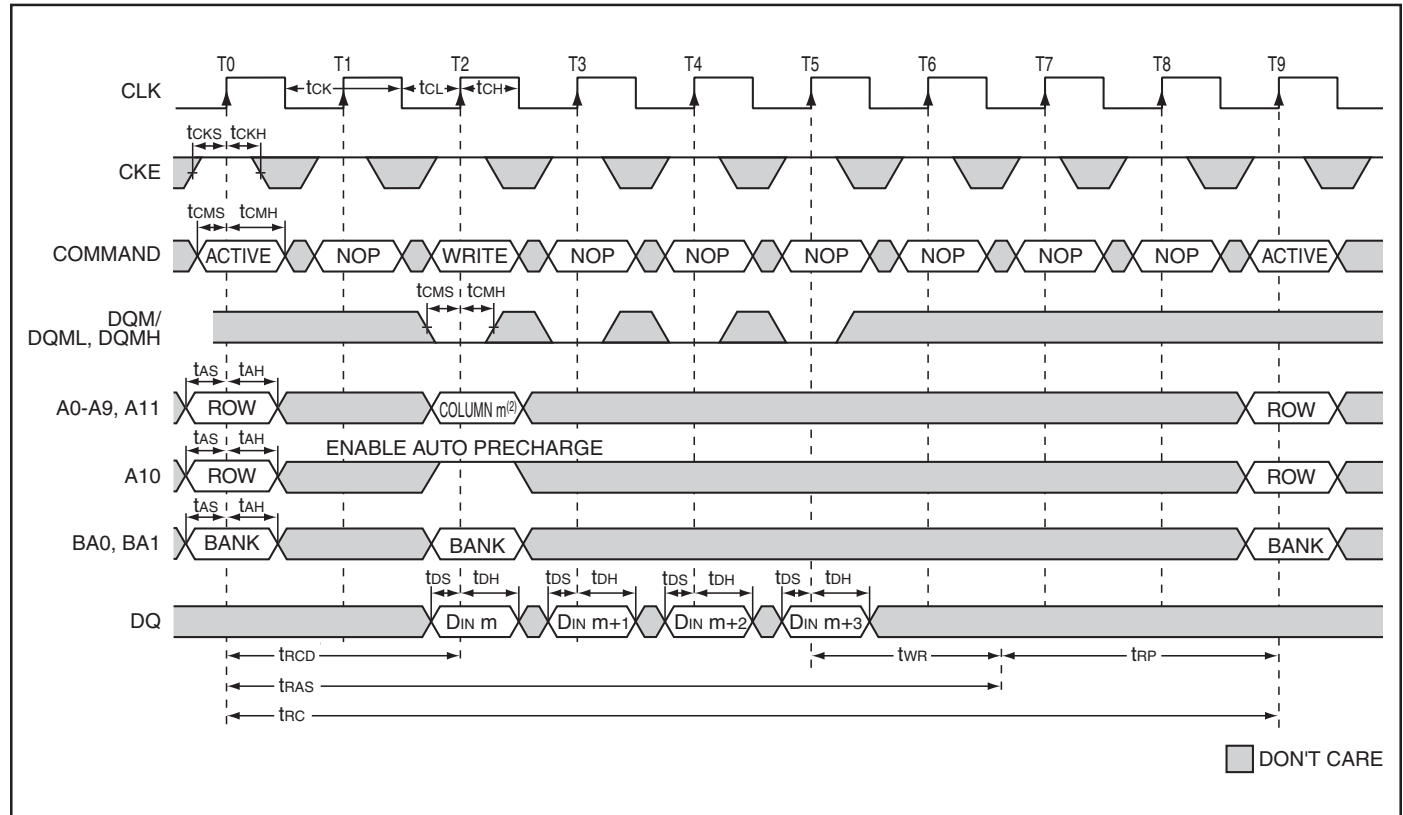 T0 T1 T2 T3 T4 T5 T6 T7 T8 T9
CLK
tCK tCL tCH
tCKS tCKH
CKE
tCMS tCMH
COMMAND ACTIVE NOP WRITE NOP NOP NOP NOP NOP NOP ACTIVE
tCMS tCMH
DQM/
DQML, DQMH
tAS tAH
A0-A9, A11 ROW COLUMN m(2) ROW
tAS tAH
ENABLE AUTO PRECHARGE
A10 ROW ROW
tAS tAH
BA0, BA1 BANK BANK BANK
tDS tDH tDS tDH tDS tDH tDS tDH
DQ DIN m DIN m+1 DIN m+2 DIN m+3
tRCD tWR tRP
tRAS
tRC
DON'T CARE